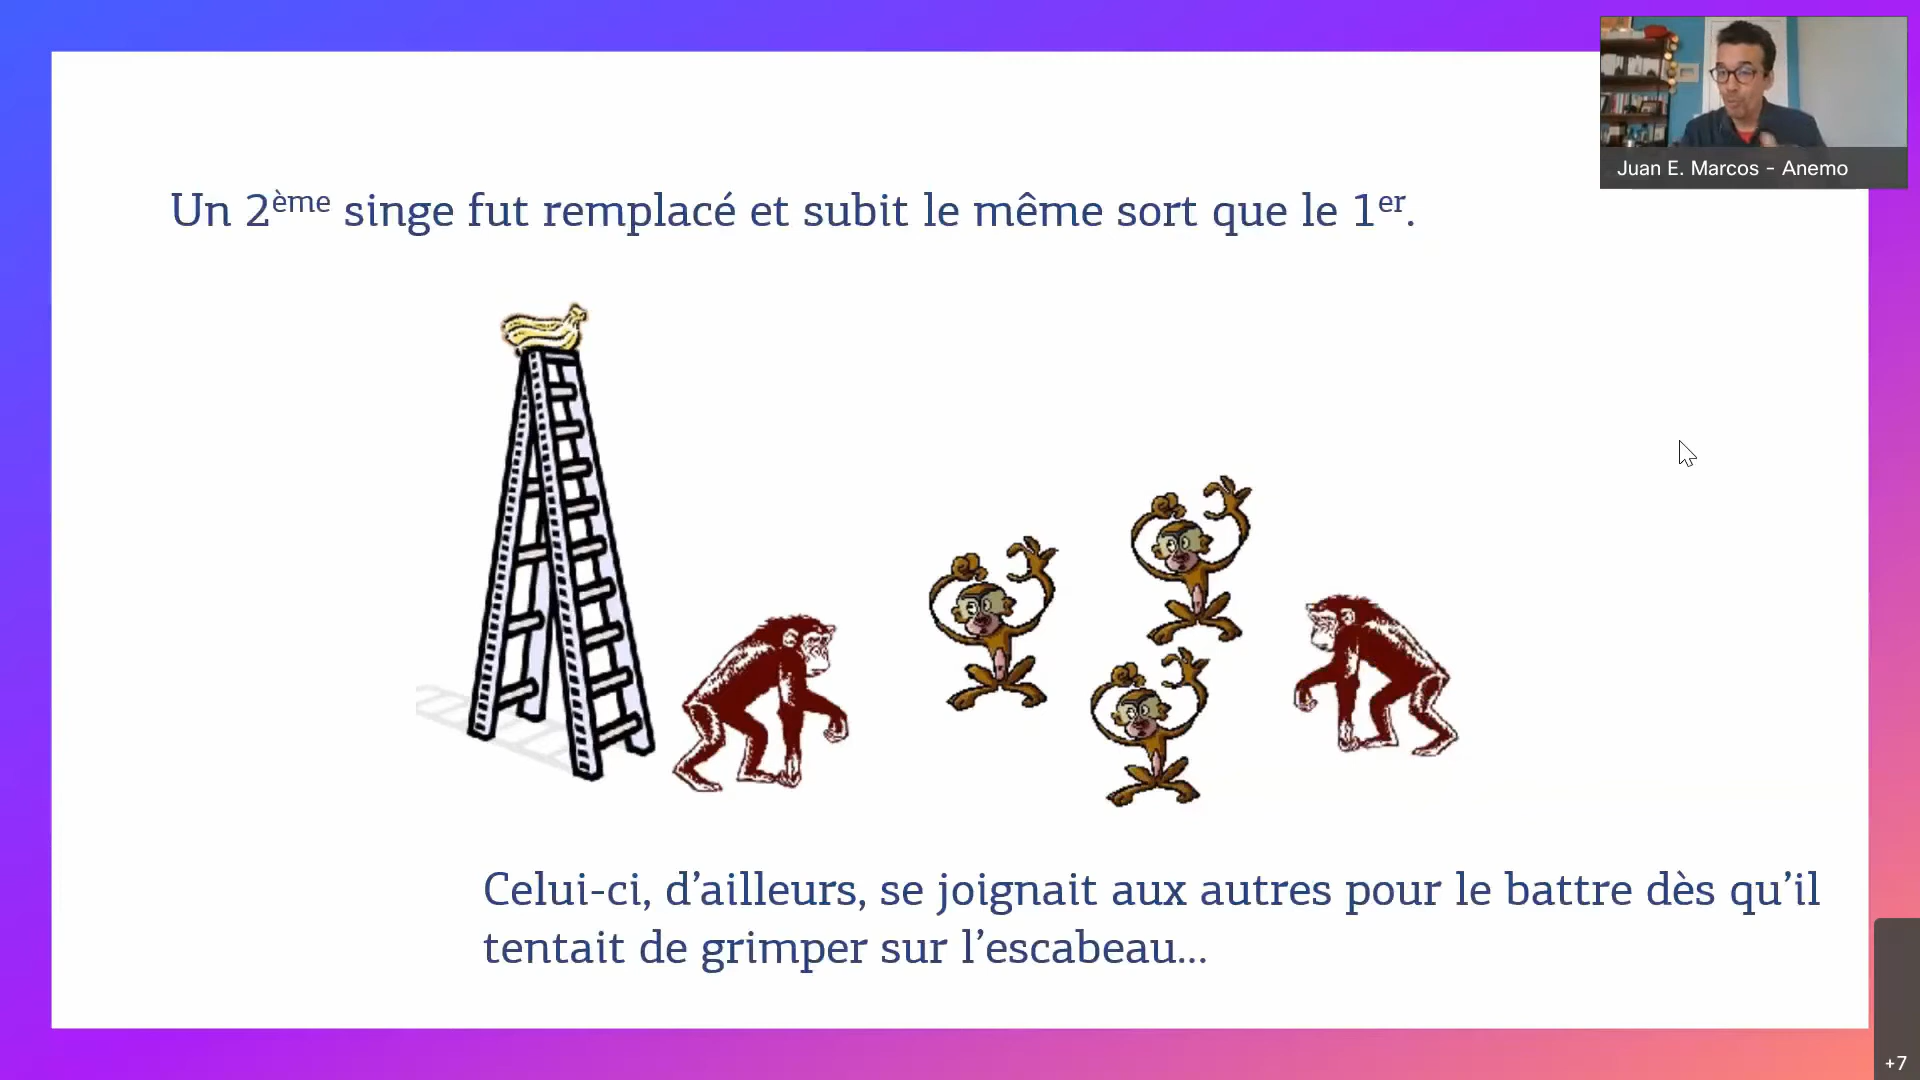 Juan E. Marcos - Anemo
Un 2ème singe fut remplacé et subit le même sort que le 1er.
Celui-ci, d’ailleurs, se joignait aux autres pour le battre dès qu’il
tentait de grimper sur l’escabeau...
+7